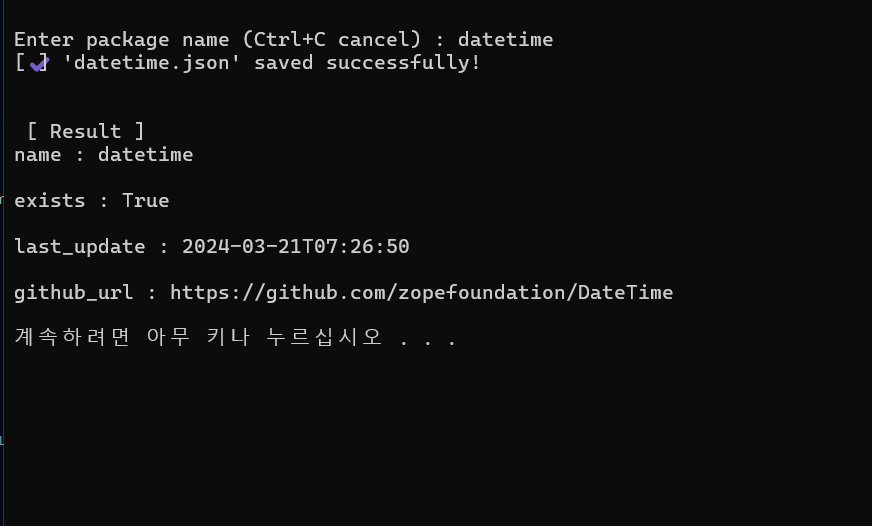 Enter package name (Ctrl+C cancel) : datetime
[ ✔] 'datetime.json' saved successfully!
[ Result ]
name : datetime
exists : True
last_update : 2024-03-21T07:26:50
github_url : https://github.com/zopefoundation/DateTime
계속하려면 아무 키나 누르십시오 . . .